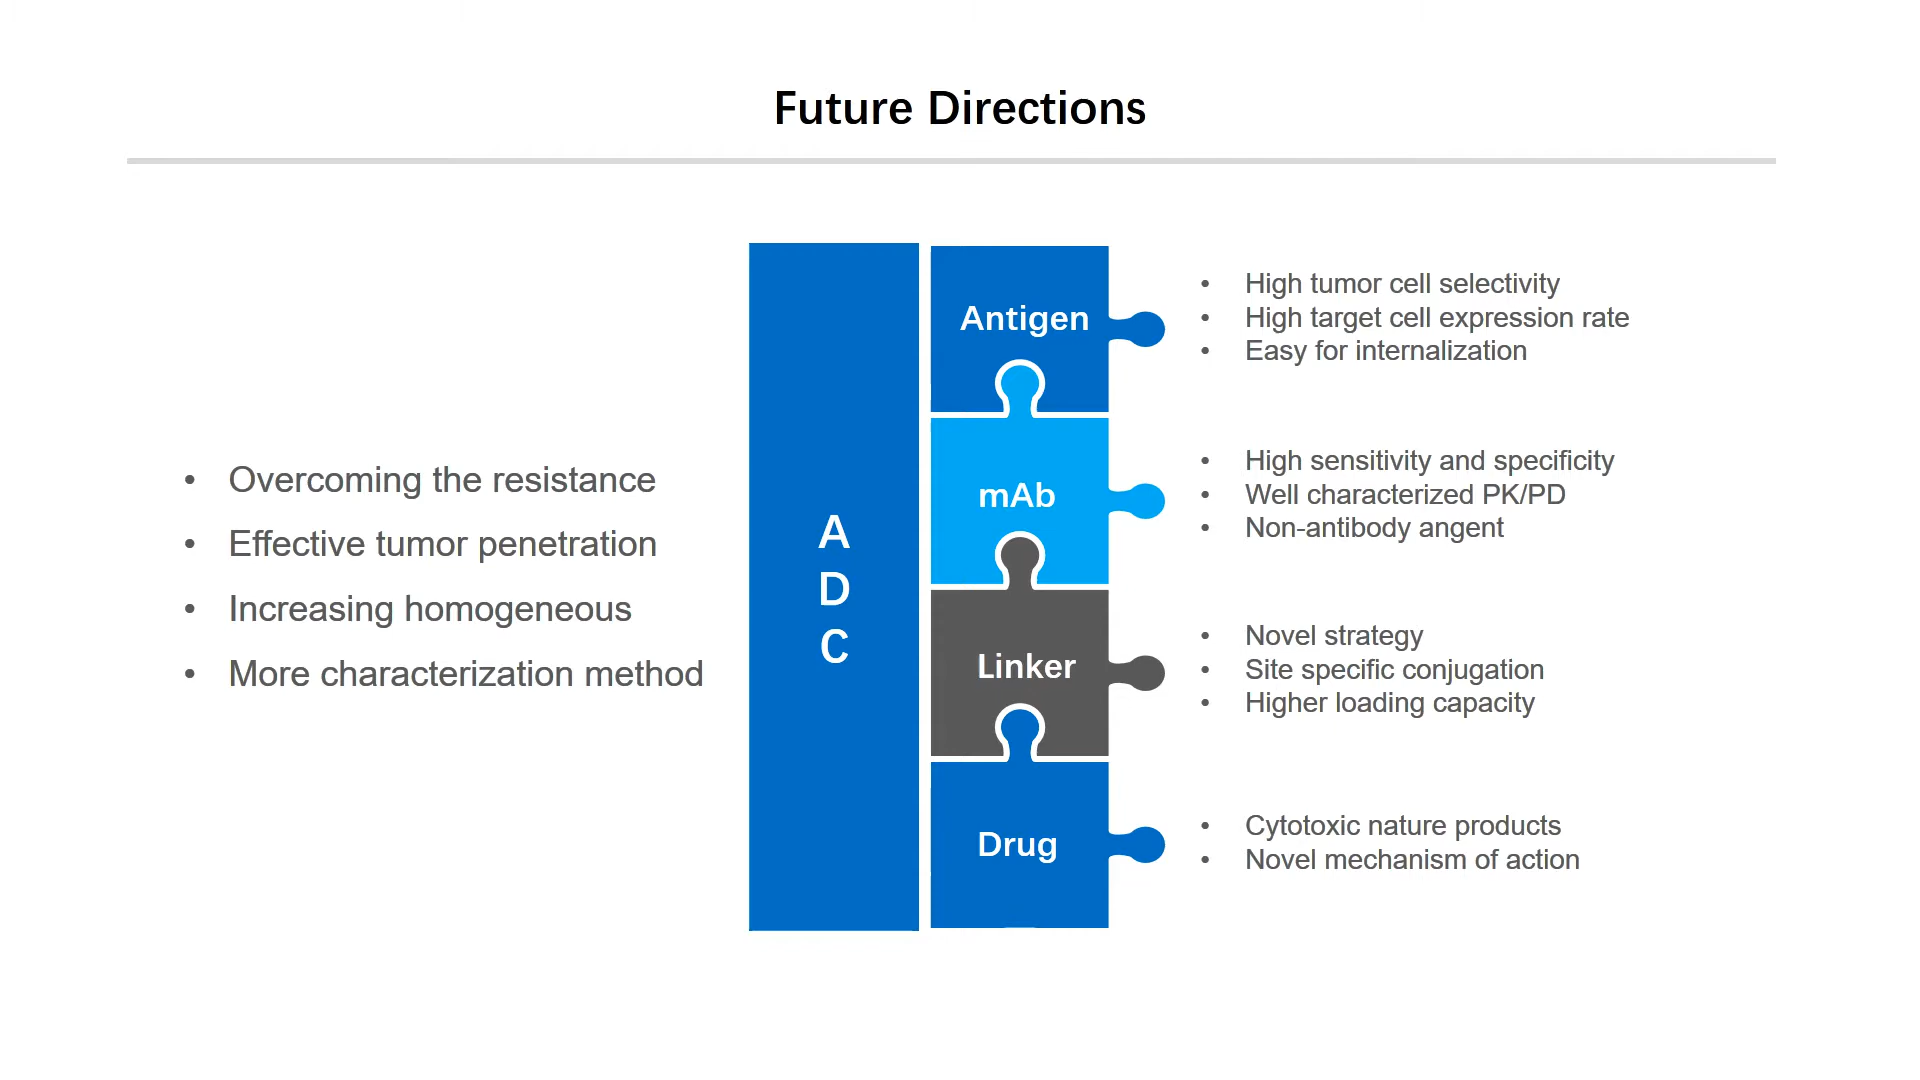 Future Directions
• Overcoming the resistance
• Effective tumor penetration
• Increasing homogeneous
• More characterization method
A
D
C
Antigen
• High tumor cell selectivity
• High target cell expression rate
• Easy for internalization
mAb
• High sensitivity and specificity
• Well characterized PK/PD
• Non-antibody angent
Linker
• Novel strategy
• Site specific conjugation
• Higher loading capacity
Drug
• Cytotoxic nature products
• Novel mechanism of action